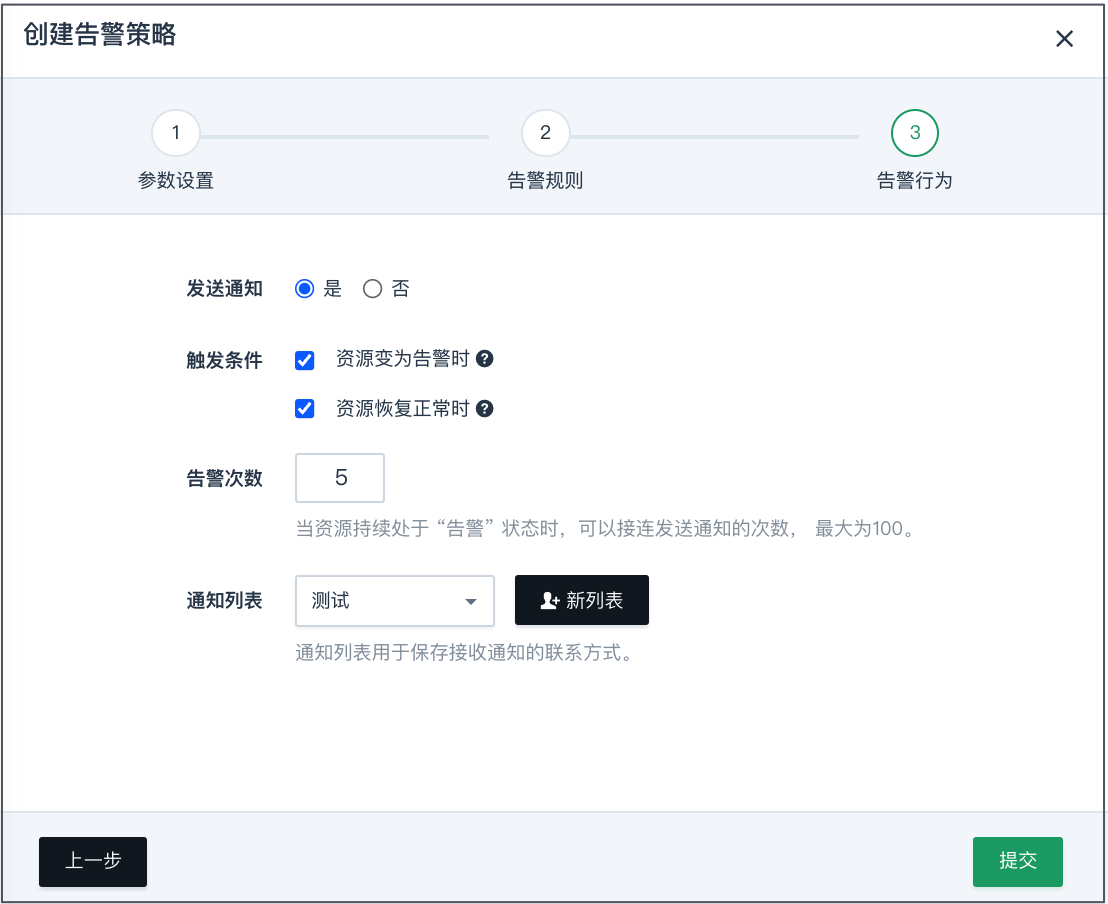 创建告警策略
1
2
3
参数设置
告警规则
告警行为
发送通知 是 否
触发条件 资源变为告警时 ?
资源恢复正常时 ?
告警次数 5
当资源持续处于“告警”状态时，可以接连发送通知的次数， 最大为100。
通知列表 测试 新列表
通知列表用于保存接收通知的联系方式。
上一步 提交